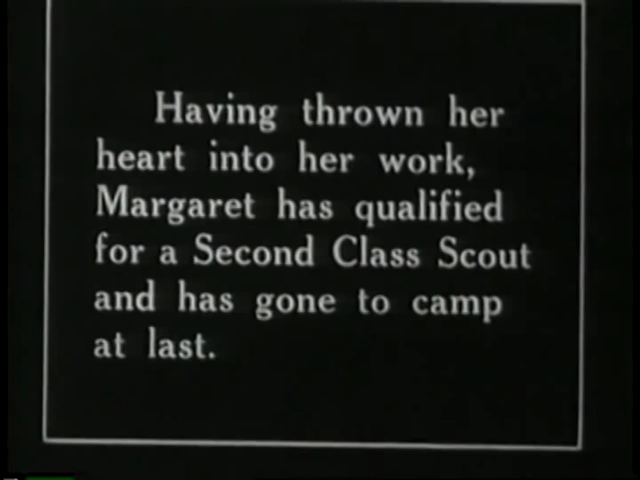 Having thrown her
heart into her work,
Margaret has qualified
for a Second Class Scout
and has gone to camp
at last.